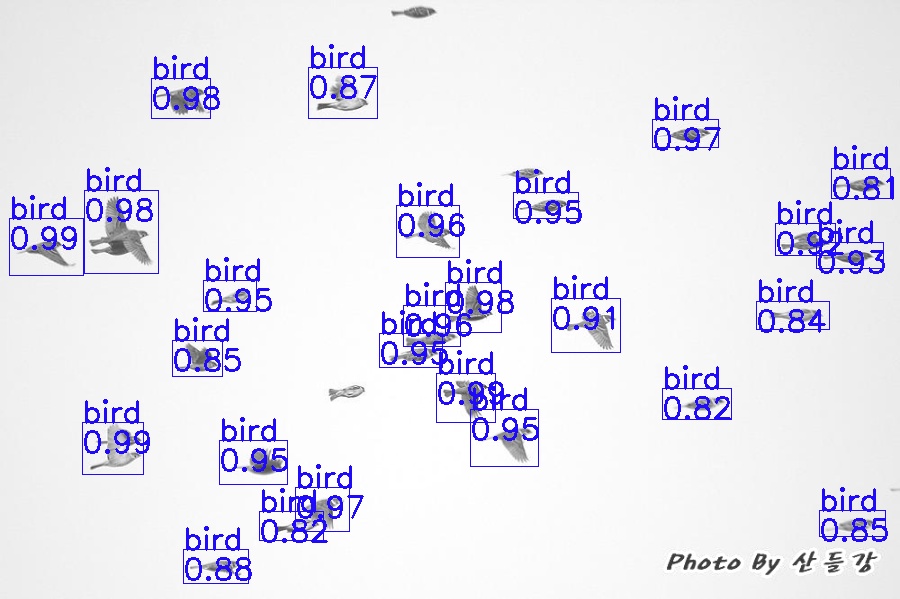 bird
0.87
bird
0.98
bird
0.97
bird
0.81
bird
0.98
bird
0.95
bird
0.96
bird
0.99
bird
0.92
bird
0.93
bird
0.95
bird
0.98
bird
0.91
bird
0.84
bird
0.96
bird
0.95
bird
0.85
bird
0.99
bird
0.82
bird
0.95
bird
0.99
bird
0.95
bird
0.97
bird
0.82
bird
0.85
bird
0.88
Photo By 산들강